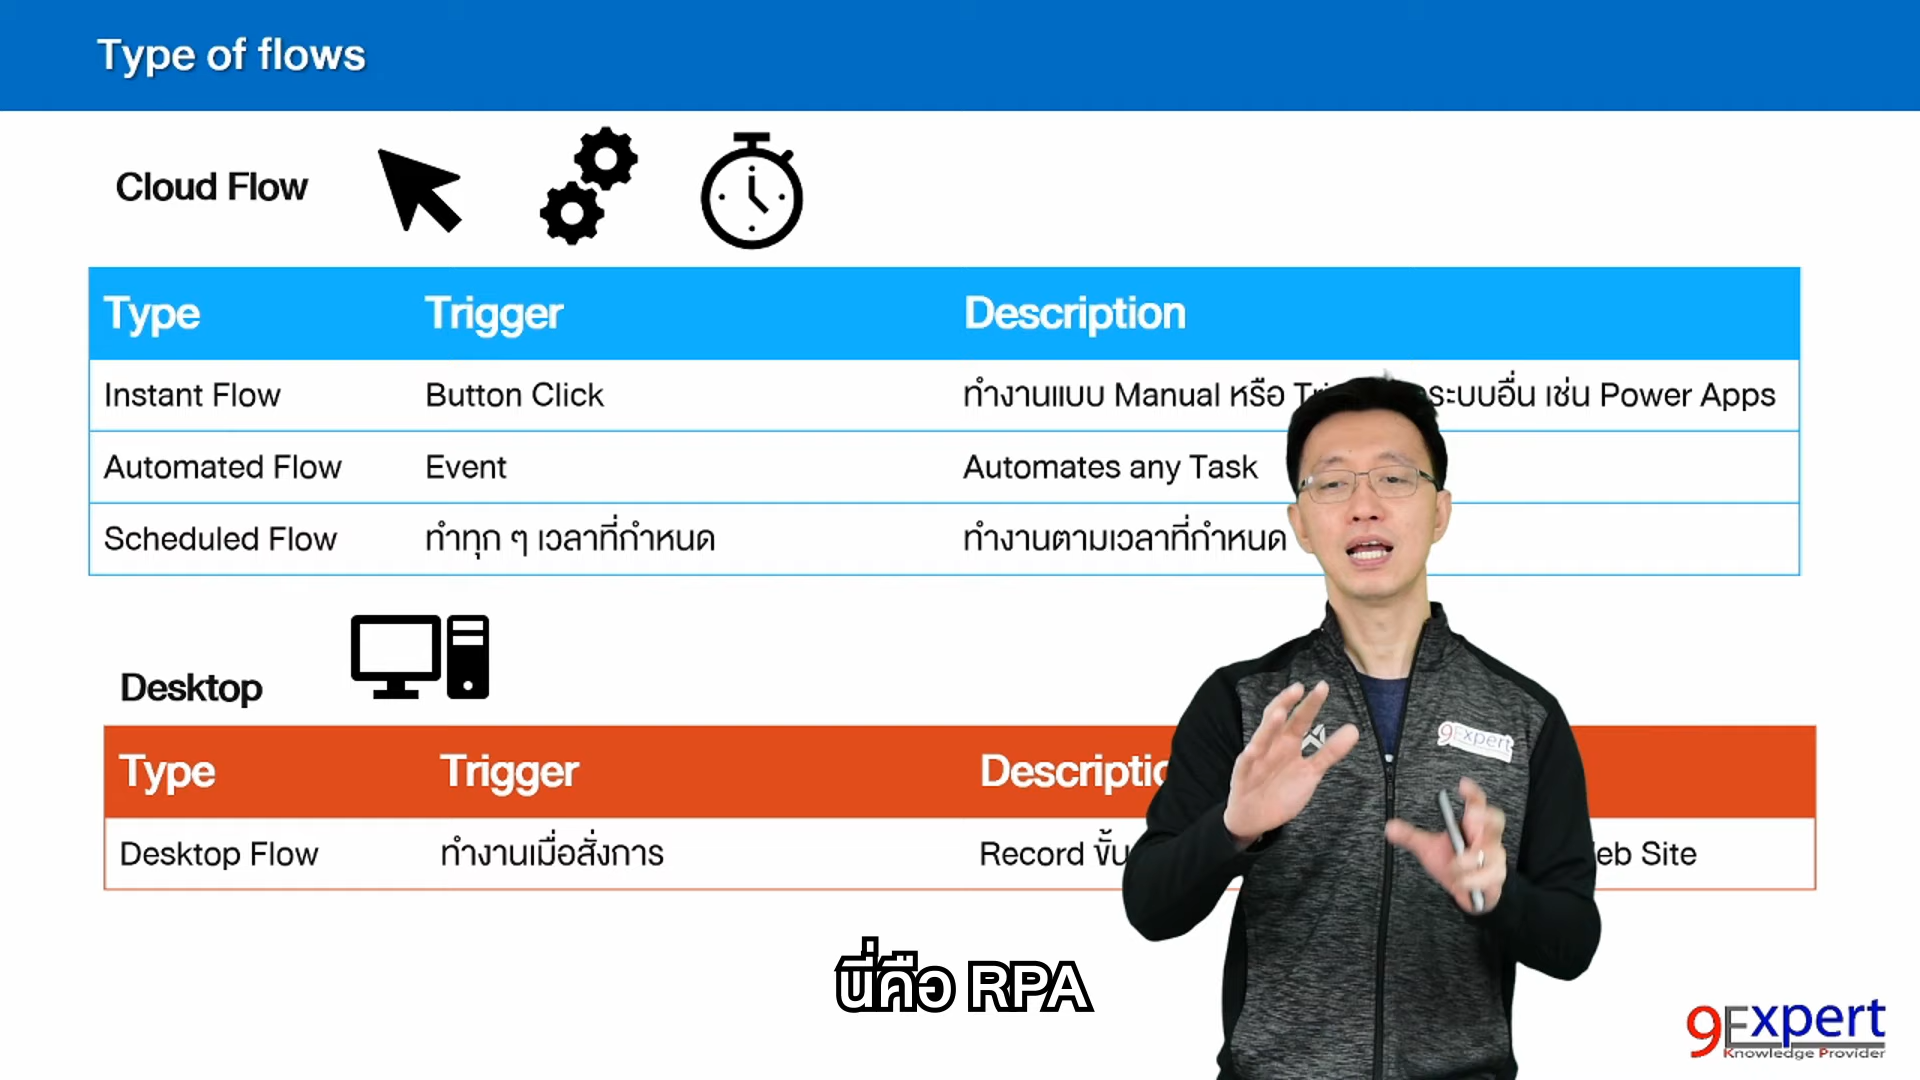 Type of flows
Cloud Flow
Type Trigger Description
Instant Flow Button Click ทำงานแบบ Manual หรือ ระบบอื่น เช่น Power Apps
Automated Flow Event Automates any Task
Scheduled Flow ทำทุก ๆ เวลาที่กำหนด ทำงานตามเวลาที่กำหนด
Desktop
Type Trigger
Desktop Flow ทำงานเมื่อสั่งการ Record Site
9Expert
นี่คือ RPA
9Expert
Knowledge Provider